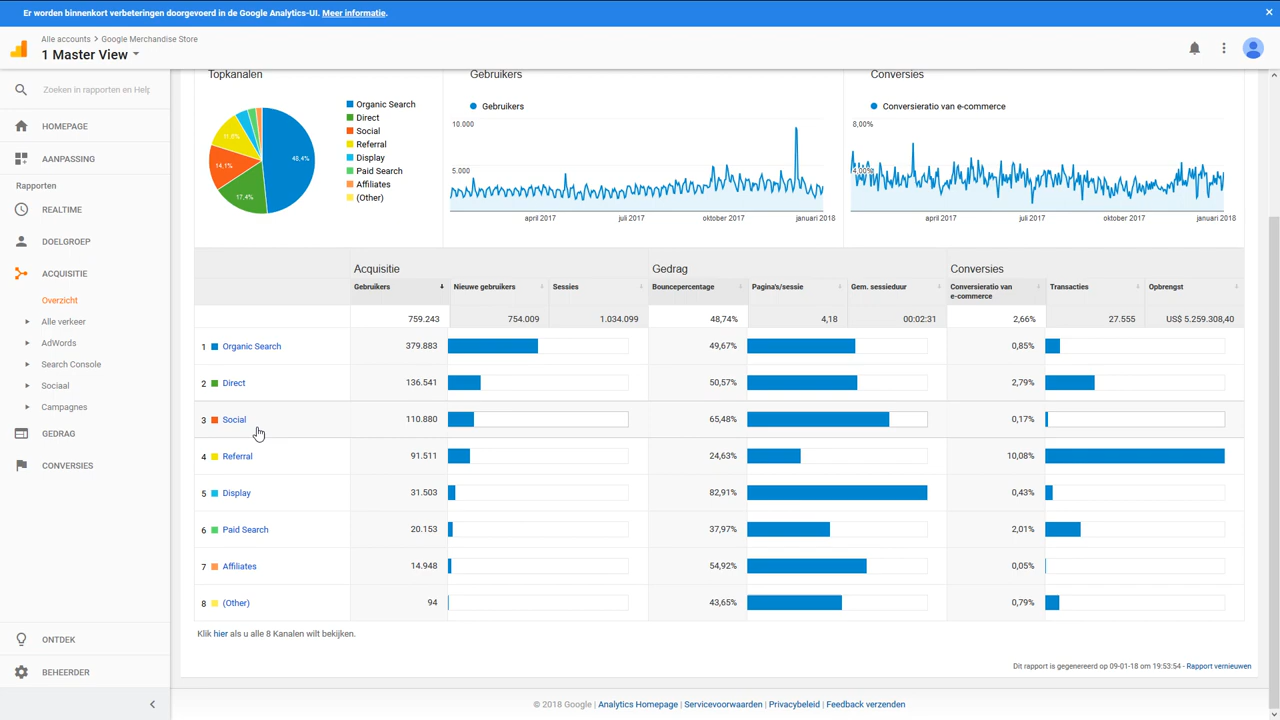 Er worden binnenkort verbeteringen doorgevoerd in de Google Analytics-UI. Meer informatie.
Alle accounts > Google Merchandise Store
1 Master View
Zoeken in rapporten en Help
HOMEPAGE
AANPASSING
Rapporten
REALTIME
DOELGROEP
ACQUISITIE
Overzicht
Alle verkeer
AdWords
Search Console
Sociaal
Campagnes
GEDRAG
CONVERSIES
ONTDEK
BEHEERDER
Topkanalen
48,4%
17,4%
14,1%
11,6%
Organic Search
Direct
Social
Referral
Display
Paid Search
Affiliates
(Other)
Gebruikers
Gebruikers
10.000
5.000
april 2017 juli 2017 oktober 2017 januari 2018
Conversies
Conversieratio van e-commerce
8,00%
4,00%
april 2017 juli 2017 oktober 2017 januari 2018
Acquisitie Gedrag Conversies
Gebruikers Nieuwe gebruikers Sessies Bouncepercentage Pagina's/sessie Gem. sessieduur Conversieratio van e-commerce Transacties Opbrengst
759.243 754.009 1.034.099 48,74% 4,18 00:02:31 2,66% 27.555 US$ 5.259.308,40
1 Organic Search 379.883 49,67% 0,85%
2 Direct 136.541 50,57% 2,79%
3 Social 110.880 65,48% 0,17%
4 Referral 91.511 24,63% 10,08%
5 Display 31.503 82,91% 0,43%
6 Paid Search 20.153 37,97% 2,01%
7 Affiliates 14.948 54,92% 0,05%
8 (Other) 94 43,65% 0,79%
Klik hier als u alle 8 Kanalen wilt bekijken.
Dit rapport is gegenereerd op 09-01-18 om 19:53:54 - Rapport vernieuwen
© 2018 Google | Analytics Homepage | Servicevoorwaarden | Privacybeleid | Feedback verzenden